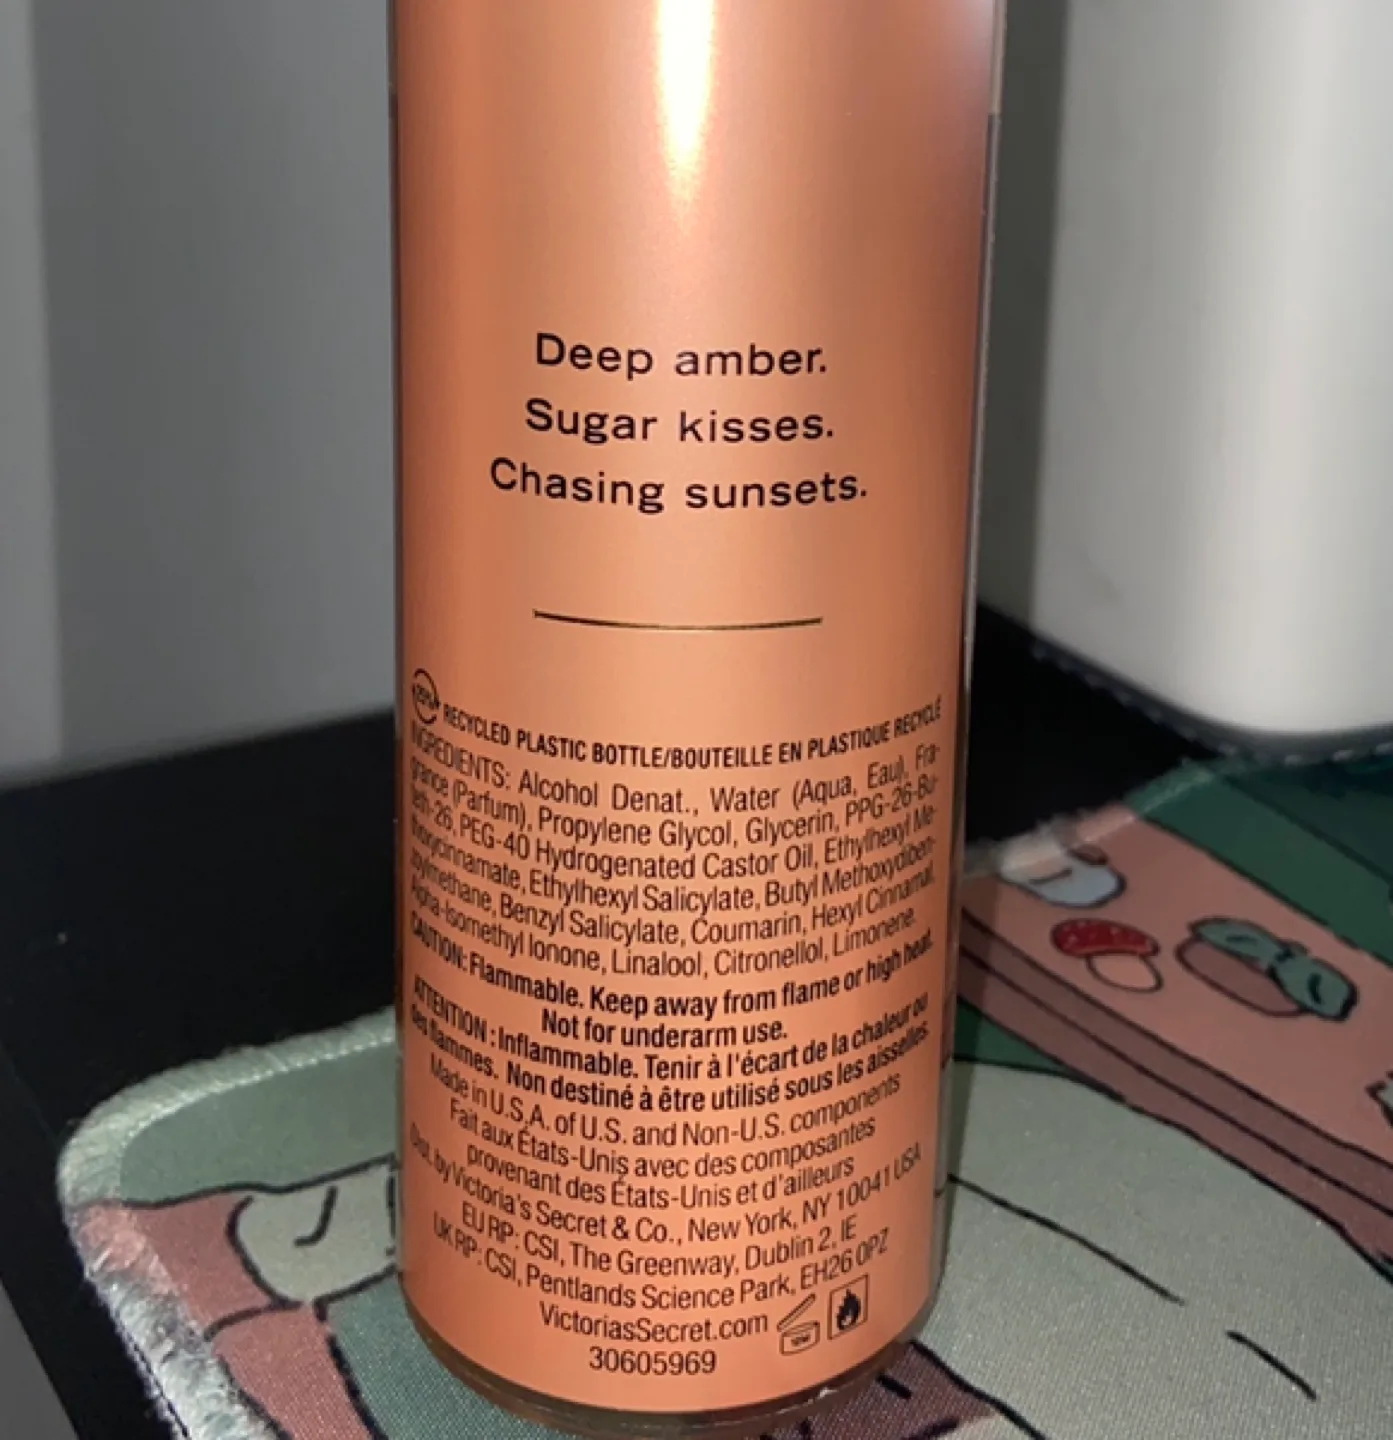 Deep amber.
Sugar kisses.
Chasing sunsets.
25% RECYCLED PLASTIC BOTTLE/BOUTEILLE EN PLASTIQUE RECYCLÉ
INGREDIENTS: Alcohol Denat., Water (Aqua, Eau), Fra-
grance (Parfum), Propylene Glycol, Glycerin, PPG-26-Bu-
teth-26, PEG-40 Hydrogenated Castor Oil, Ethylhexyl Me-
thoxycinnamate, Ethylhexyl Salicylate, Butyl Methoxydiben-
zoylmethane, Benzyl Salicylate, Coumarin, Hexyl Cinnamal,
Alpha-Isomethyl Ionone, Linalool, Citronellol, Limonene.
CAUTION: Flammable. Keep away from flame or high heat.
Not for underarm use.
ATTENTION : Inflammable. Tenir à l'écart de la chaleur ou
des flammes. Non destiné à être utilisé sous les aisselles.
Made in U.S.A. of U.S. and Non-U.S. components
Fait aux États-Unis avec des composantes
provenant des États-Unis et d'ailleurs
Dist. by Victoria's Secret & Co., New York, NY 10041 USA
EU RP: CSI, The Greenway, Dublin 2, IE
UK RP: CSI, Pentlands Science Park, EH26 0PZ
VictoriasSecret.com
30605969